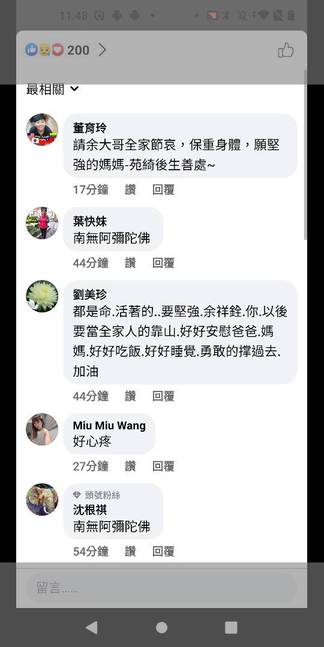 11:48
200
最相關
董育玲
請余大哥全家節哀，保重身體，願堅
強的媽媽-苑綺後生善處~
17分鐘 讚 回覆
葉快妹
南無阿彌陀佛
44分鐘 讚 回覆
劉美珍
都是命.活著的..要堅強.余祥銓.你.以後
要當全家人的靠山.好好安慰爸爸.媽
媽.好好吃飯.好好睡覺.勇敢的撐過去.
加油
44分鐘 讚 回覆
Miu Miu Wang
好心疼
27分鐘 讚 回覆
頭號粉絲
沈根祺
南無阿彌陀佛
54分鐘 讚 回覆
留言.....